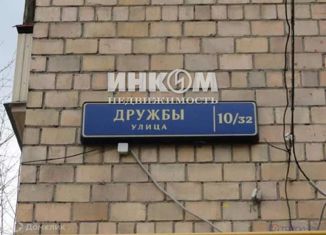 ИНКОМ
НЕДВИЖИМОСТЬ
ДРУЖБЫ 10/32
УЛИЦА
Домклик